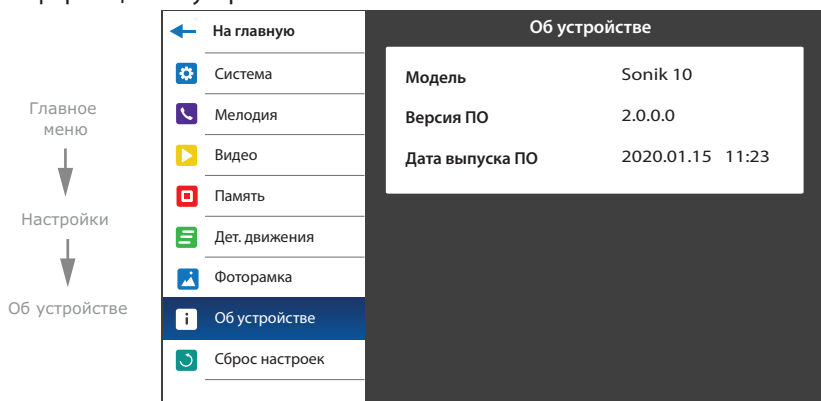 Главное
меню
Настройки
Об устройстве
На главную
Система
Мелодия
Видео
Память
Дет. движения
Фоторамка
Об устройстве
Сброс настроек
Об устройстве
Модель Sonik 10
Версия ПО 2.0.0.0
Дата выпуска ПО 2020.01.15 11:23